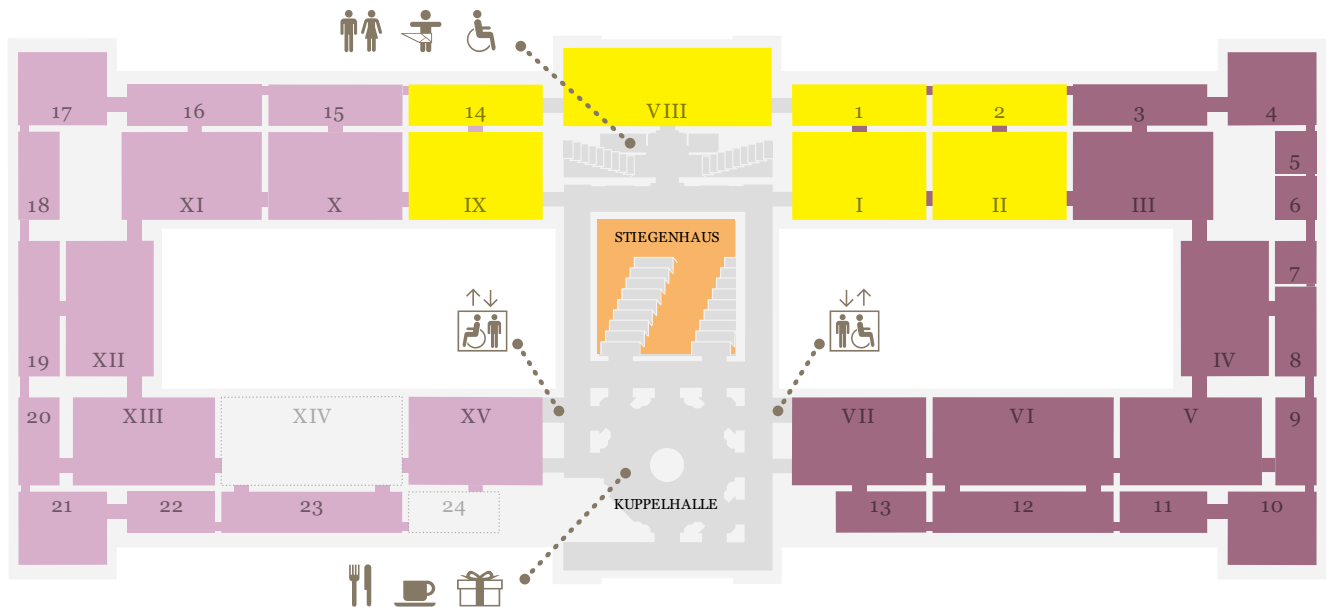 17
16
15
14
VIII
1
2
3
4
18
XI
X
IX
I
II
III
5
6
STIEGENHAUS
7
19
XII
IV
8
20
XIII
XIV
XV
VII
VI
V
9
21
22
23
24
KUPPELHALLE
13
12
11
10